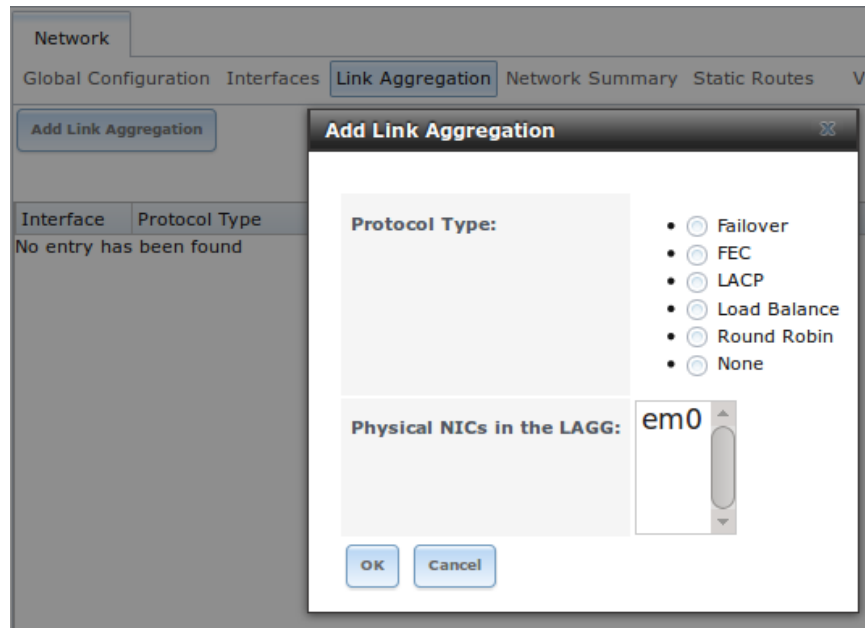 Network
Global Configuration Interfaces Link Aggregation Network Summary Static Routes V
Add Link Aggregation
Interface Protocol Type
No entry has been found
Add Link Aggregation
Protocol Type:
Failover
FEC
LACP
Load Balance
Round Robin
None
Physical NICs in the LAGG:
em0
OK Cancel